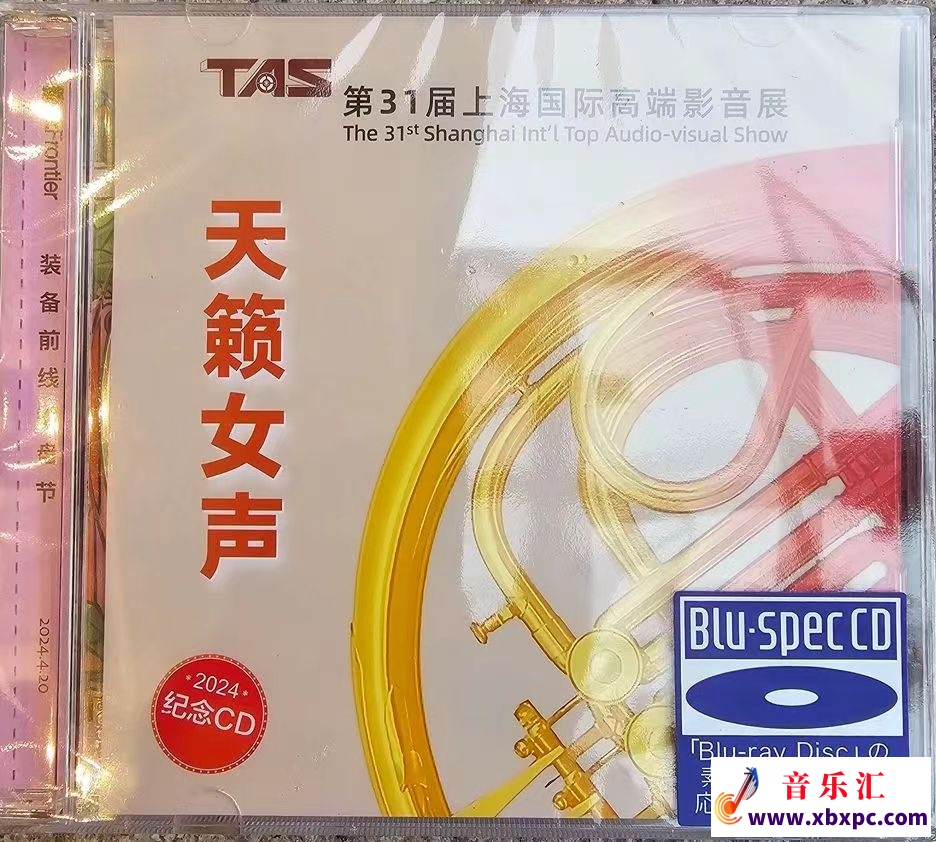 TAS
第31届上海国际高端影音展
The 31st Shanghai Int'l Top Audio-visual Show
天籁女声
*2024*
纪念CD
Frontier
装备前线
节
2024-4-20
Blu-spec CD
「Blu-ray Disc」の
応
音乐汇
www.xbxpc.com